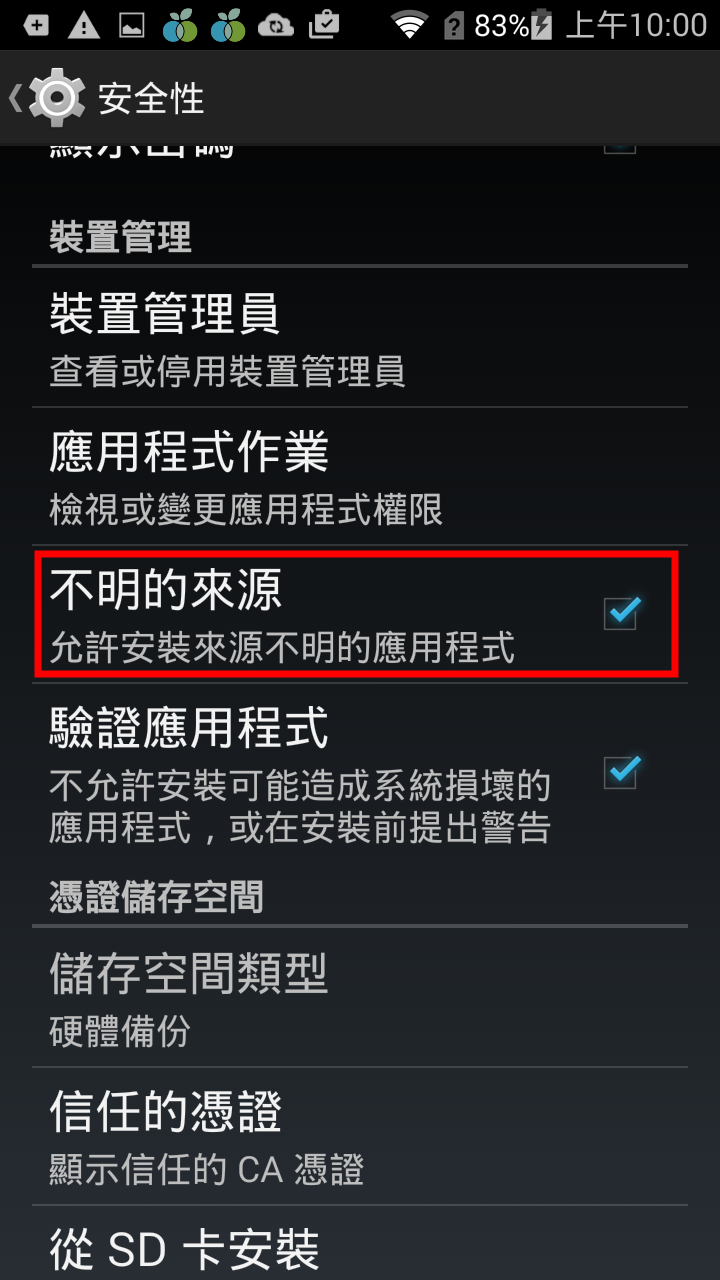 83%
上午10:00
安全性
顯示密碼
裝置管理
裝置管理員
查看或停用裝置管理員
應用程式作業
檢視或變更應用程式權限
不明的來源
允許安裝來源不明的應用程式
驗證應用程式
不允許安裝可能造成系統損壞的
應用程式，或在安裝前提出警告
憑證儲存空間
儲存空間類型
硬體備份
信任的憑證
顯示信任的 CA 憑證
從 SD 卡安裝